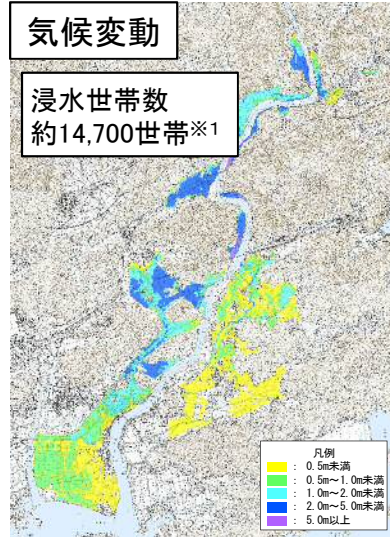 気候変動
浸水世帯数
約14,700世帯※1
凡例
： 0.5m未満
： 0.5m～1.0m未満
： 1.0m～2.0m未満
： 2.0m～5.0m未満
： 5.0m以上